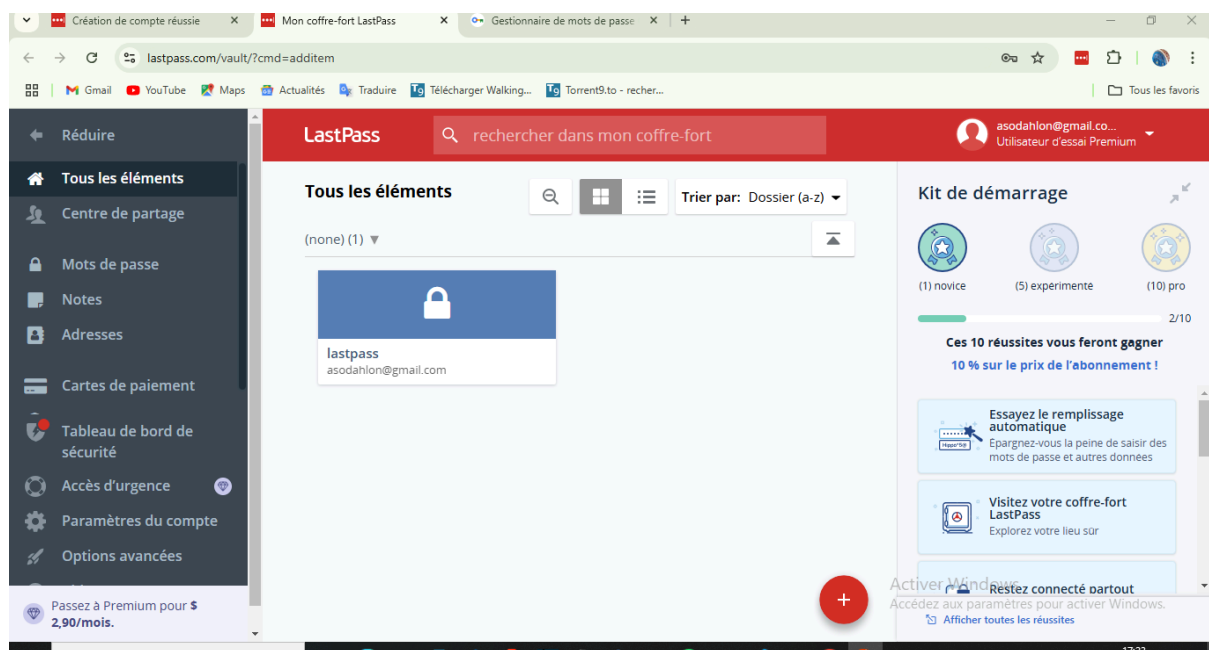 Création de compte réussie
Mon coffre-fort LastPass
Gestionnaire de mots de passe
lastpass.com/vault/?cmd=additem
Gmail
YouTube
Maps
Actualités
Traduire
Télécharger Walking...
Torrent9.to - recher...
Tous les favoris
Réduire
Tous les éléments
Centre de partage
Mots de passe
Notes
Adresses
Cartes de paiement
Tableau de bord de
sécurité
Accès d'urgence
Paramètres du compte
Options avancées
Passez à Premium pour $
2,90/mois.
LastPass
rechercher dans mon coffre-fort
asodahlon@gmail.co...
Utilisateur d'essai Premium
Tous les éléments
Trier par: Dossier (a-z)
(none) (1)
lastpass
asodahlon@gmail.com
Kit de démarrage
(1) novice
(5) experimente
(10) pro
2/10
Ces 10 réussites vous feront gagner
10 % sur le prix de l'abonnement !
Essayez le remplissage
automatique
Épargnez-vous la peine de saisir des
mots de passe et autres données
Visitez votre coffre-fort
LastPass
Explorez votre lieu sûr
Restez connecté partout
Activer Windows
Accédez aux paramètres pour activer Windows.
Afficher toutes les réussites